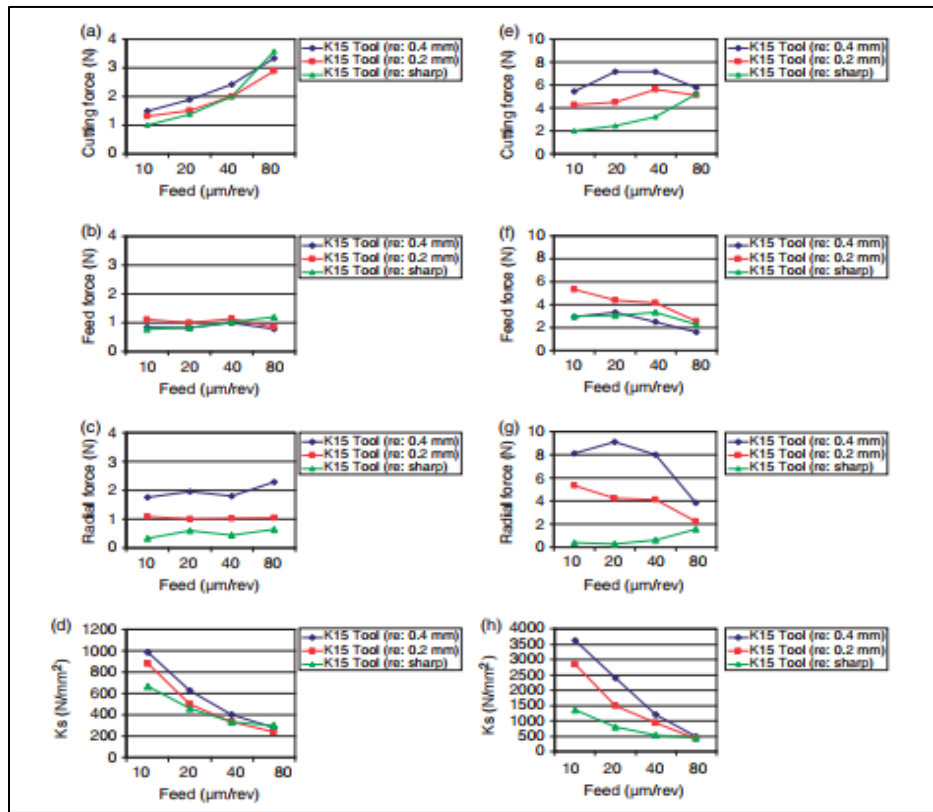 (a)
Cutting force (N)
4
3
2
1
0
10 20 40 80
Feed (µm/rev)
K15 Tool (re: 0.4 mm)
K15 Tool (re: 0.2 mm)
K15 Tool (re: sharp)
(e)
Cutting force (N)
10
8
6
4
2
0
10 20 40 80
Feed (µm/rev)
K15 Tool (re: 0.4 mm)
K15 Tool (re: 0.2 mm)
K15 Tool (re: sharp)
(b)
Feed force (N)
4
3
2
1
0
10 20 40 80
Feed (µm/rev)
K15 Tool (re: 0.4 mm)
K15 Tool (re: 0.2 mm)
K15 Tool (re: sharp)
(f)
Feed force (N)
10
8
6
4
2
0
10 20 40 80
Feed (µm/rev)
K15 Tool (re: 0.4 mm)
K15 Tool (re: 0.2 mm)
K15 Tool (re: sharp)
(c)
Radial force (N)
4
3
2
1
0
10 20 40 80
Feed (µm/rev)
K15 Tool (re: 0.4 mm)
K15 Tool (re: 0.2 mm)
K15 Tool (re: sharp)
(g)
Radial force (N)
10
8
6
4
2
0
10 20 40 80
Feed (µm/rev)
K15 Tool (re: 0.4 mm)
K15 Tool (re: 0.2 mm)
K15 Tool (re: sharp)
(d)
Ks (N/mm²)
1200
1000
800
600
400
200
0
10 20 40 80
Feed (µm/rev)
K15 Tool (re: 0.4 mm)
K15 Tool (re: 0.2 mm)
K15 Tool (re: sharp)
(h)
Ks (N/mm²)
4000
3500
3000
2500
2000
1500
1000
500
0
10 20 40 80
Feed (µm/rev)
K15 Tool (re: 0.4 mm)
K15 Tool (re: 0.2 mm)
K15 Tool (re: sharp)